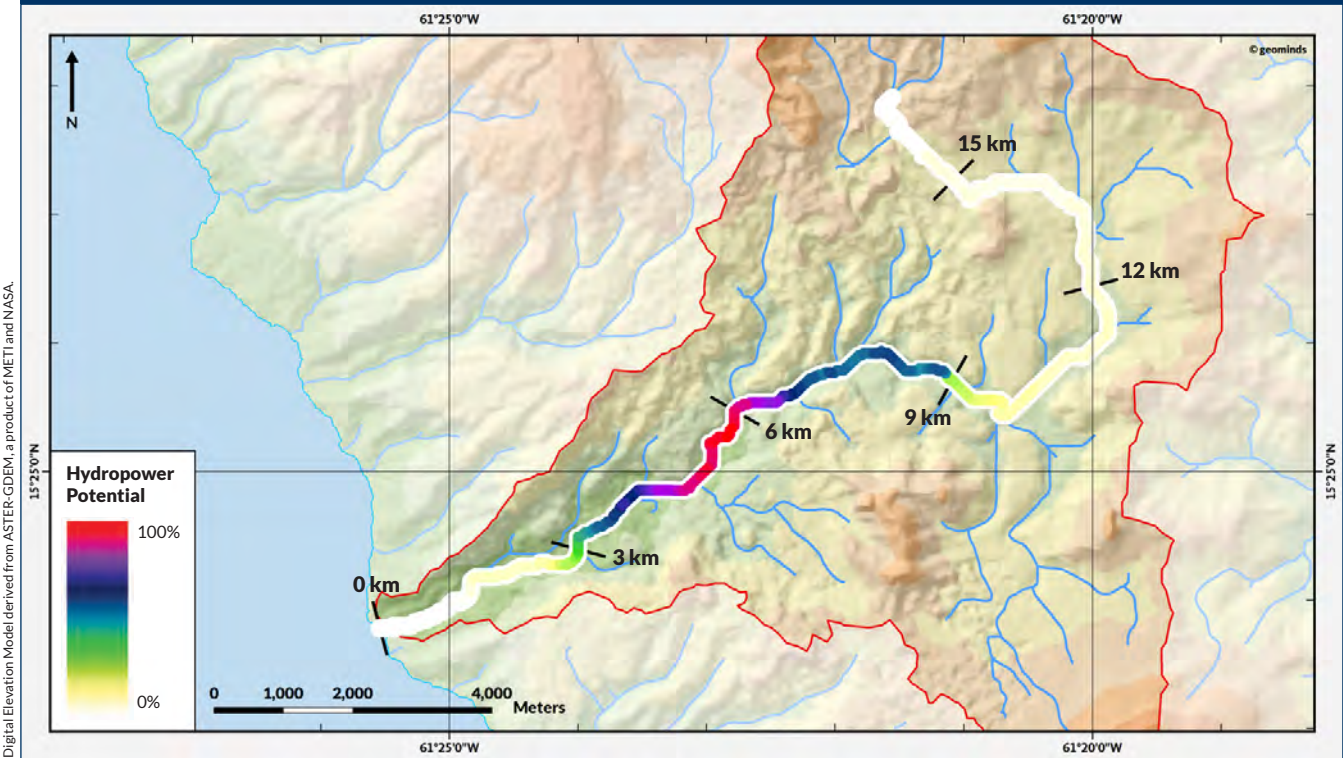 61°25'0"W
61°20'0"W
© geominds
N
15 km
12 km
9 km
6 km
3 km
0 km
15°25'0"N
15°25'0"N
Hydropower
Potential
100%
0%
0
1,000
2,000
4,000
Meters
61°25'0"W
61°20'0"W
Digital Elevation Model derived from ASTER-GDEM, a product of METI and NASA.